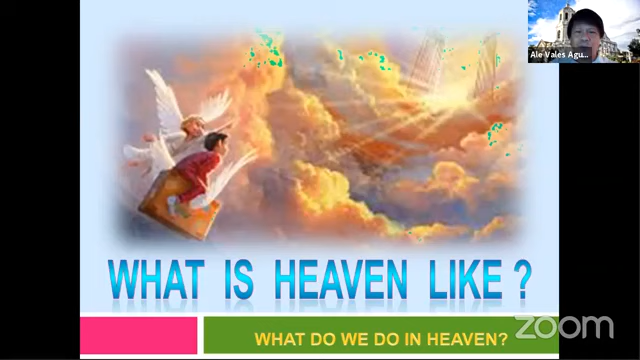 Ale Vales Agu...
WHAT IS HEAVEN LIKE ?
zoom
WHAT DO WE DO IN HEAVEN?